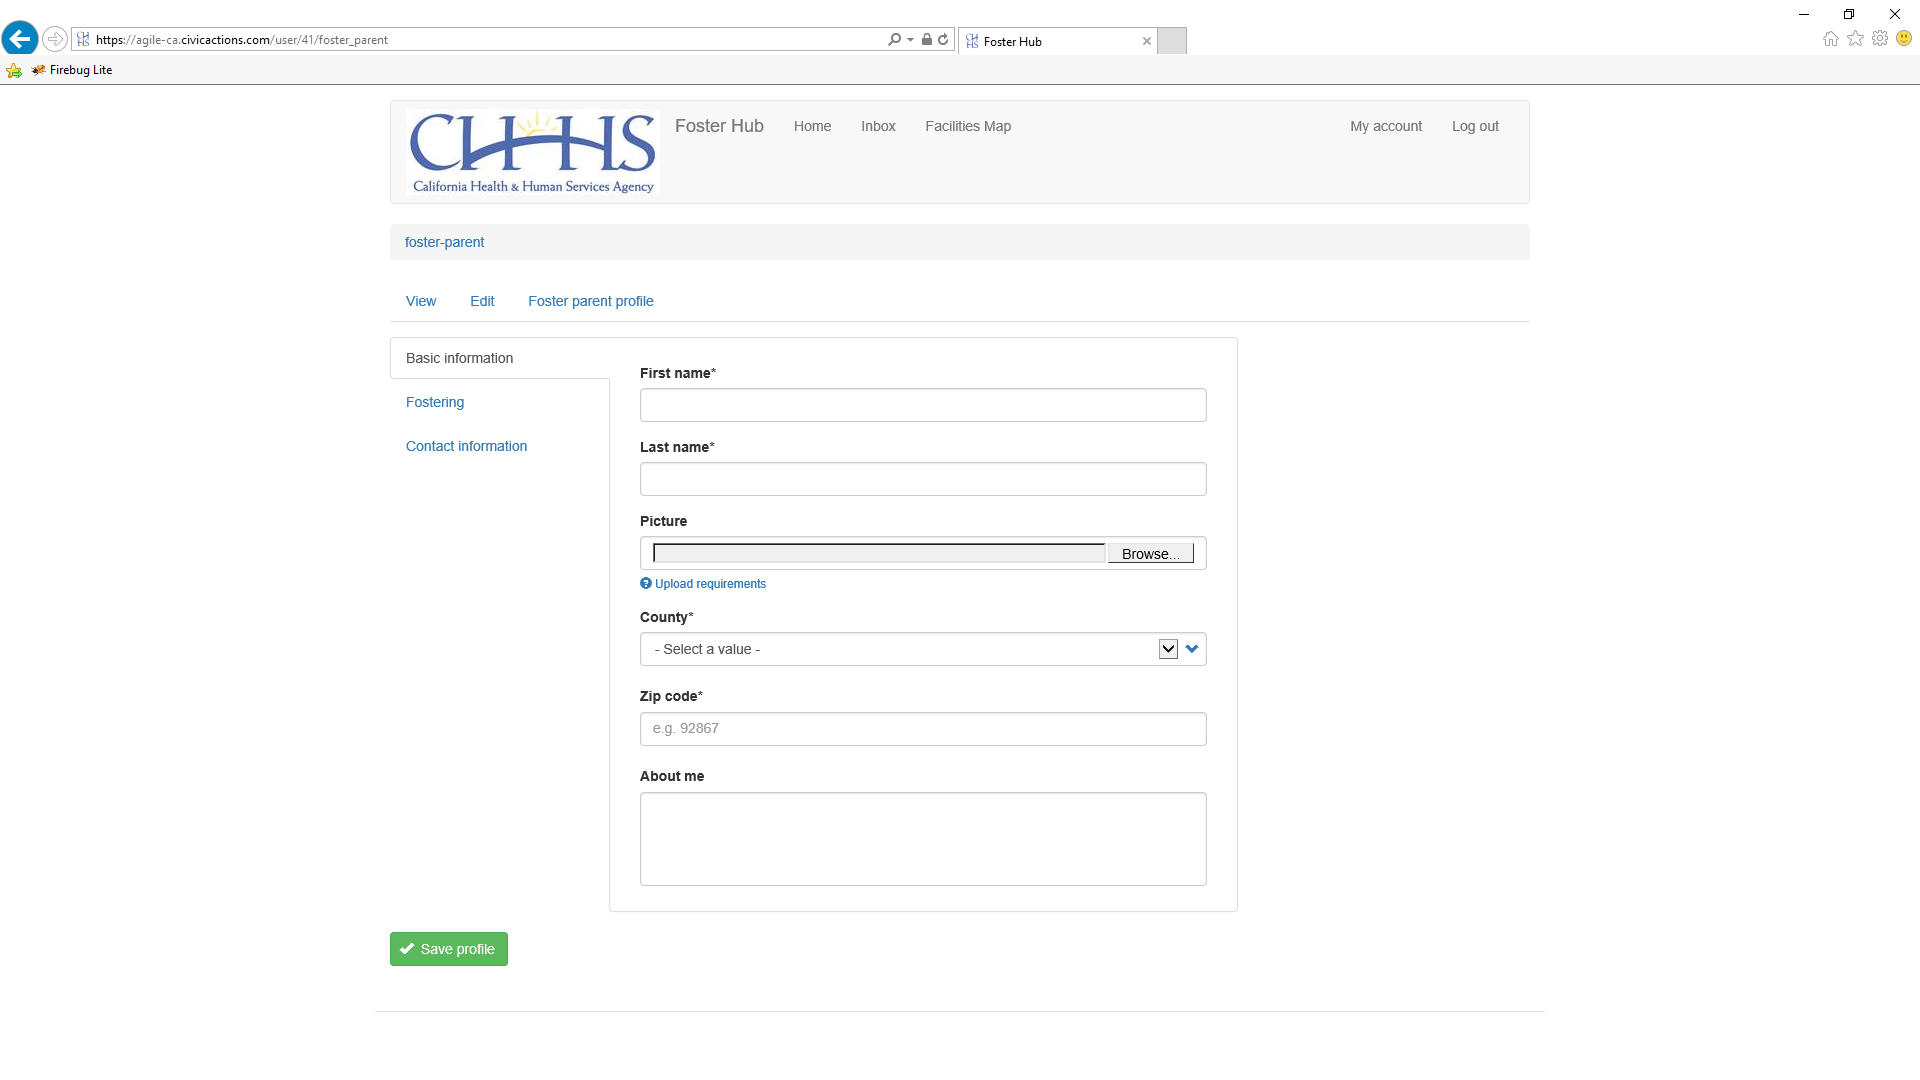 https://agile-ca.civicactions.com/user/41/foster_parent
Foster Hub
Firebug Lite
CHHS
California Health & Human Services Agency
Foster Hub Home Inbox Facilities Map My account Log out
foster-parent
View Edit Foster parent profile
Basic information
Fostering
Contact information
First name*
Last name*
Picture
Browse...
Upload requirements
County*
- Select a value -
Zip code*
e.g. 92867
About me
Save profile